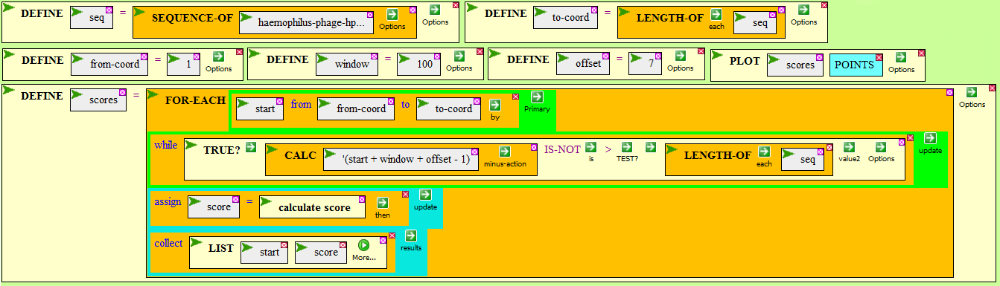 DEFINE seq = SEQUENCE-OF haemophilus-phage-hp... Options Options
DEFINE to-coord = LENGTH-OF each seq Options
DEFINE from-coord = 1 Options
DEFINE window = 100 Options
DEFINE offset = 7 Options
PLOT scores POINTS Options
DEFINE scores = FOR-EACH start from from-coord to to-coord by Primary Options
while TRUE? CALC '(start + window + offset - 1) minus-action IS-NOT is > TEST? LENGTH-OF each seq value2 Options update
assign score = calculate score then update
collect LIST start score More... results